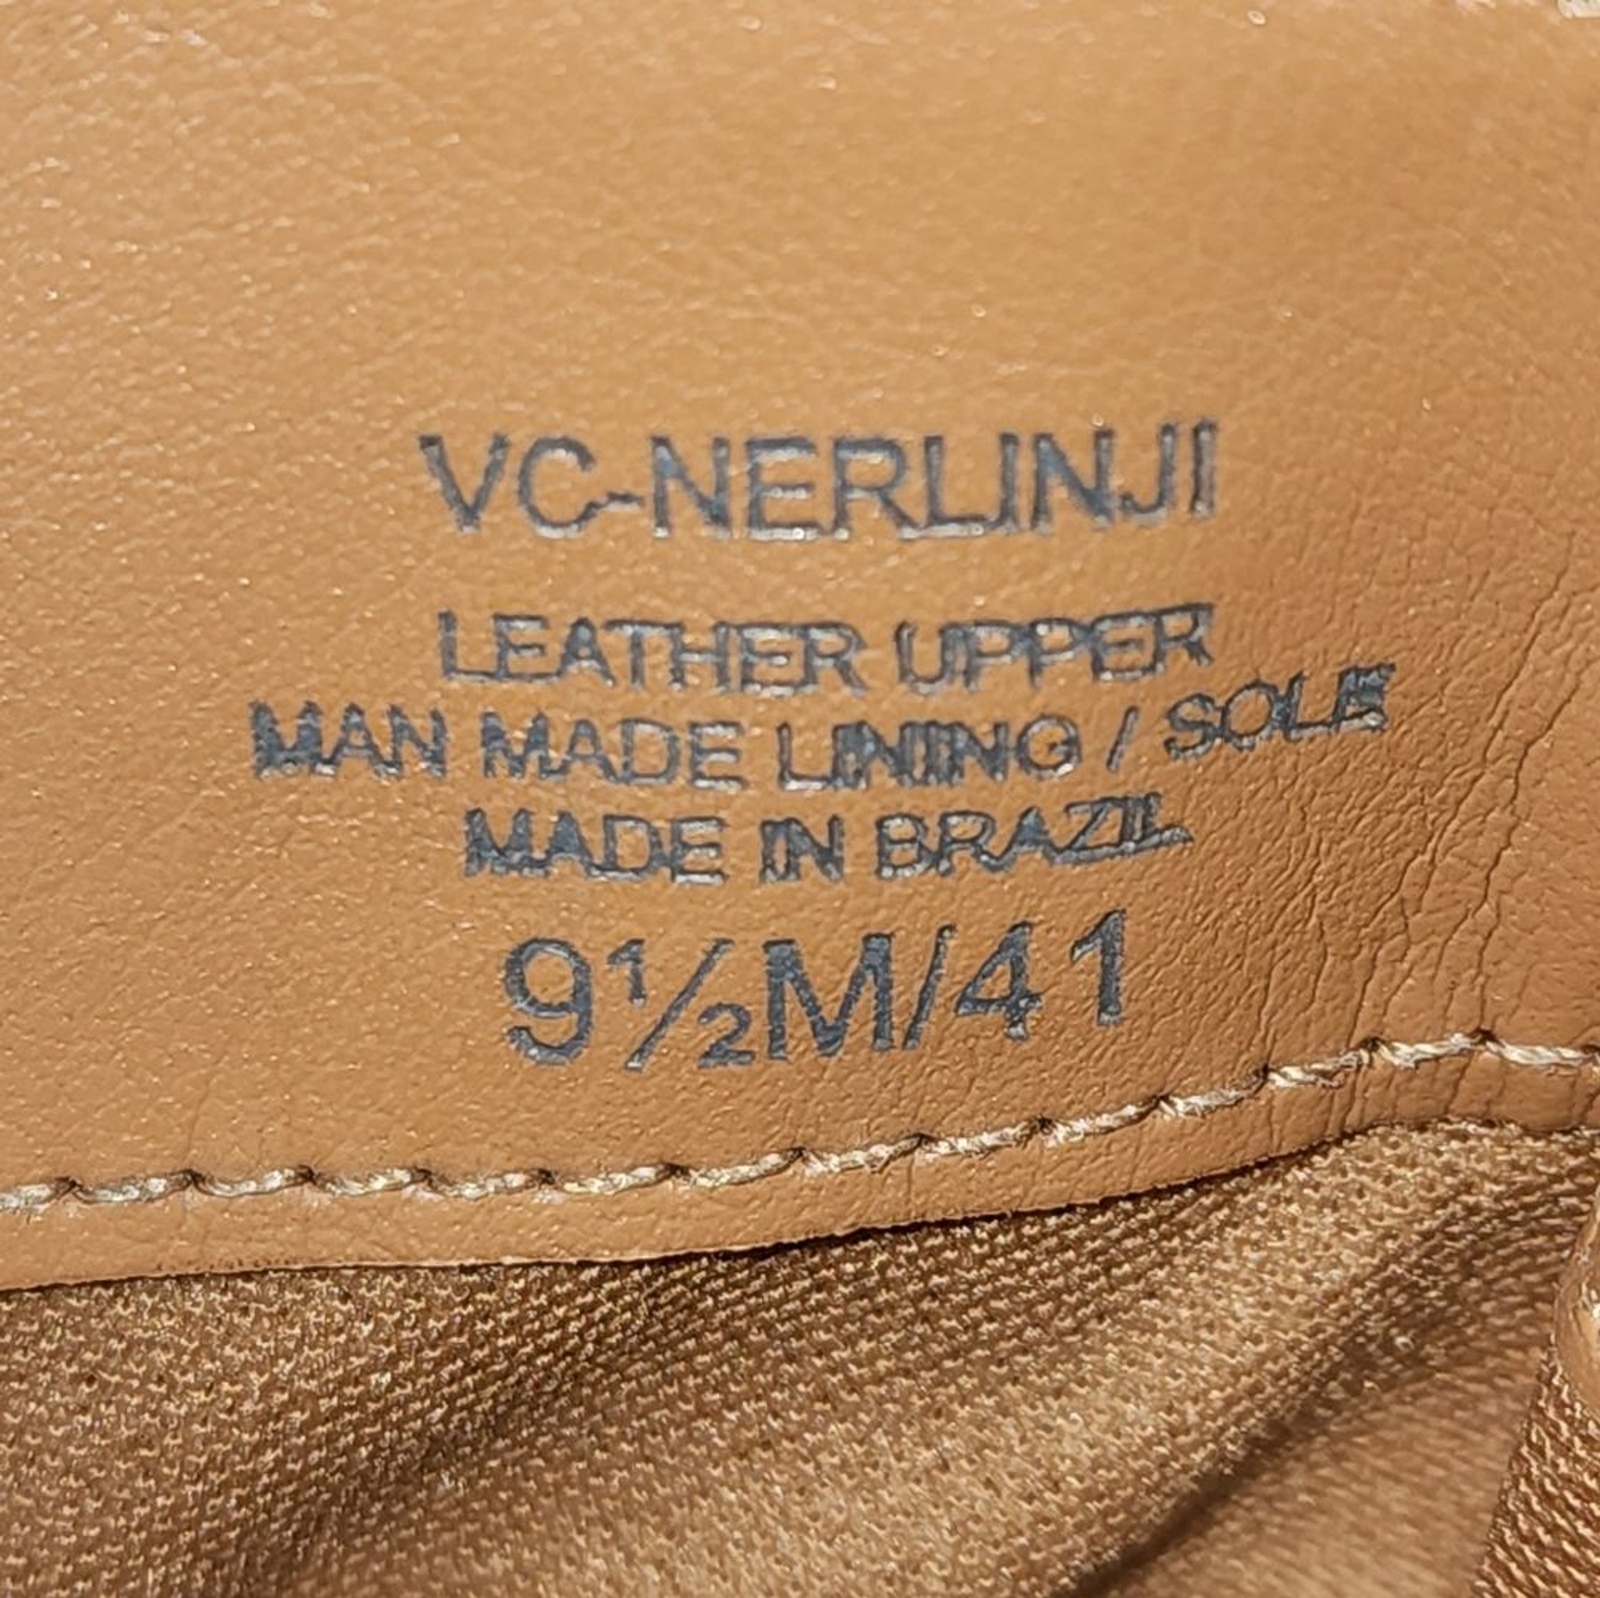 VC-NERLINJI
LEATHER UPPER
MAN MADE LINING / SOLE
MADE IN BRAZIL
9½M/41